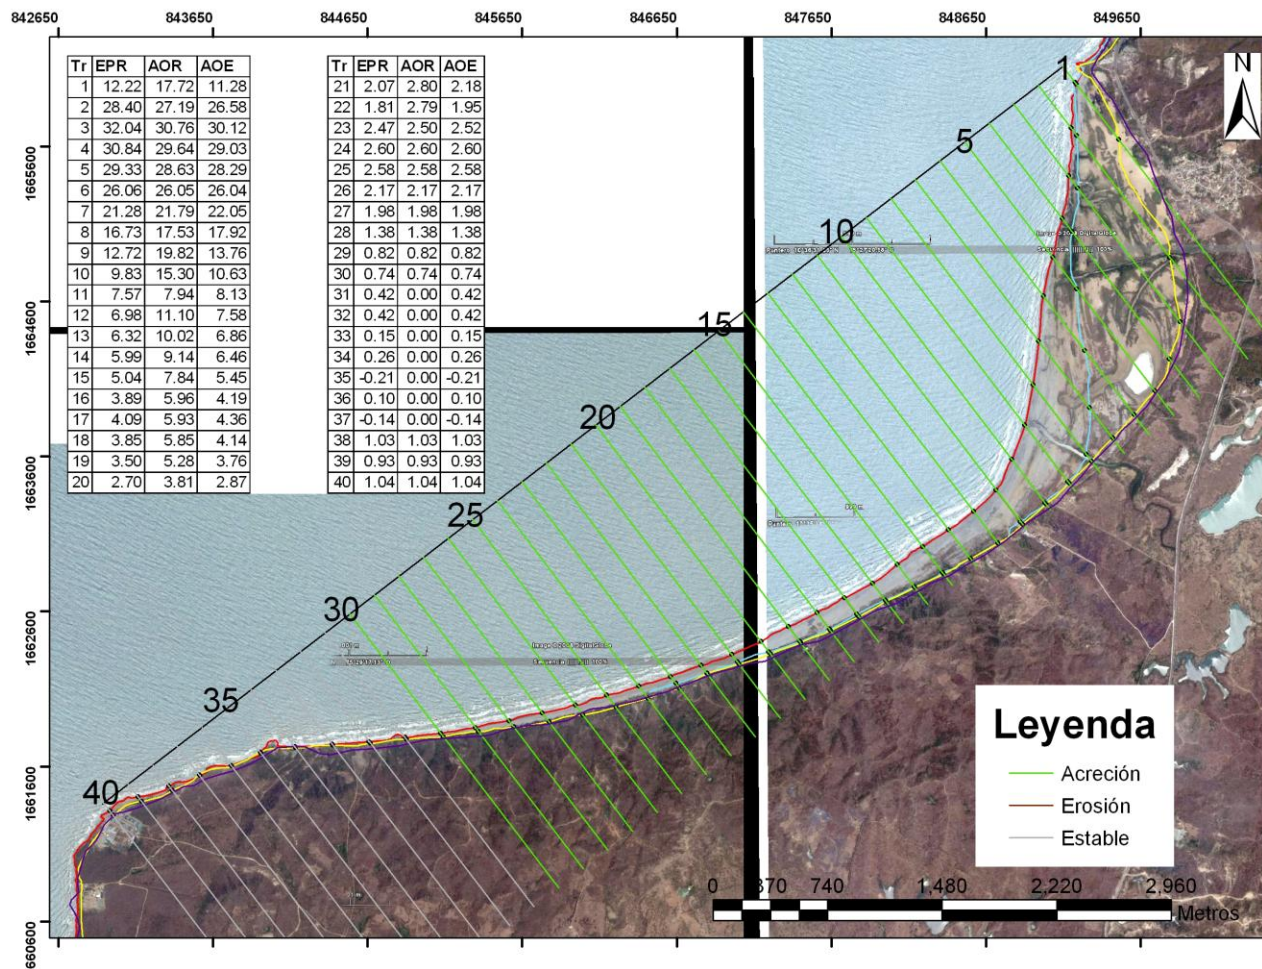 842650 843650 844650 845650 846650 847650 848650 849650
N
Tr EPR AOR AOE
1 12.22 17.72 11.28
2 28.40 27.19 26.58
3 32.04 30.76 30.12
4 30.84 29.64 29.03
5 29.33 28.63 28.29
6 26.06 26.05 26.04
7 21.28 21.79 22.05
8 16.73 17.53 17.92
9 12.72 19.82 13.76
10 9.83 15.30 10.63
11 7.57 7.94 8.13
12 6.98 11.10 7.58
13 6.32 10.02 6.86
14 5.99 9.14 6.46
15 5.04 7.84 5.45
16 3.89 5.96 4.19
17 4.09 5.93 4.36
18 3.85 5.85 4.14
19 3.50 5.28 3.76
20 2.70 3.81 2.87
Tr EPR AOR AOE
21 2.07 2.80 2.18
22 1.81 2.79 1.95
23 2.47 2.50 2.52
24 2.60 2.60 2.60
25 2.58 2.58 2.58
26 2.17 2.17 2.17
27 1.98 1.98 1.98
28 1.38 1.38 1.38
29 0.82 0.82 0.82
30 0.74 0.74 0.74
31 0.42 0.00 0.42
32 0.42 0.00 0.42
33 0.15 0.00 0.15
34 0.26 0.00 0.26
35 -0.21 0.00 -0.21
36 0.10 0.00 0.10
37 -0.14 0.00 -0.14
38 1.03 1.03 1.03
39 0.93 0.93 0.93
40 1.04 1.04 1.04
1
5
10
15
20
25
30
35
40
1665600
1664600
1663600
1662600
1661600
660600
Puntero
Puntero
Leyenda
Acreción
Erosión
Estable
0 370 740 1,480 2,220 2,960
Metros